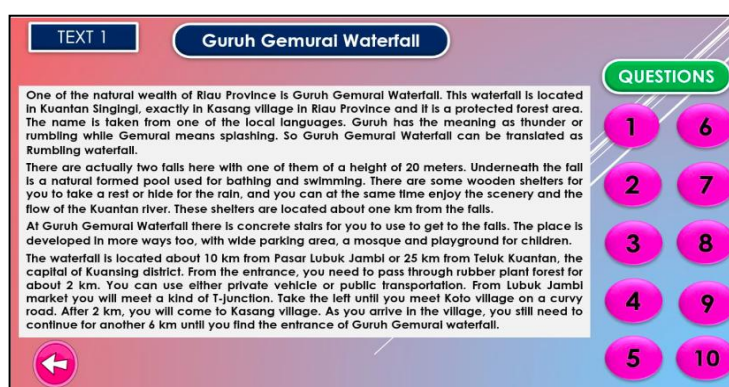 TEXT 1
Guruh Gemurai Waterfall
QUESTIONS
One of the natural wealth of Riau Province is Guruh Gemurai Waterfall. This waterfall is located
in Kuantan Singingi, exactly in Kasang village in Riau Province and it is a protected forest area.
The name is taken from one of the local languages. Guruh has the meaning as thunder or
rumbling while Gemurai means splashing. So Guruh Gemurai Waterfall can be translated as
Rumbling waterfall.
There are actually two falls here with one of them of a height of 20 meters. Underneath the fall
is a natural formed pool used for bathing and swimming. There are some wooden shelters for
you to take a rest or hide for the rain, and you can at the same time enjoy the scenery and the
flow of the Kuantan river. These shelters are located about one km from the falls.
At Guruh Gemurai Waterfall there is concrete stairs for you to use to get to the falls. The place is
developed in more ways too, with wide parking area, a mosque and playground for children.
The waterfall is located about 10 km from Pasar Lubuk Jambi or 25 km from Teluk Kuantan, the
capital of Kuansing district. From the entrance, you need to pass through rubber plant forest for
about 2 km. You can use either private vehicle or public transportation. From Lubuk Jambi
market you will meet a kind of T-junction. Take the left until you meet Koto village on a curvy
road. After 2 km, you will come to Kasang village. As you arrive in the village, you still need to
continue for another 6 km until you find the entrance of Guruh Gemurai waterfall.
1 6
2 7
3 8
4 9
5 10